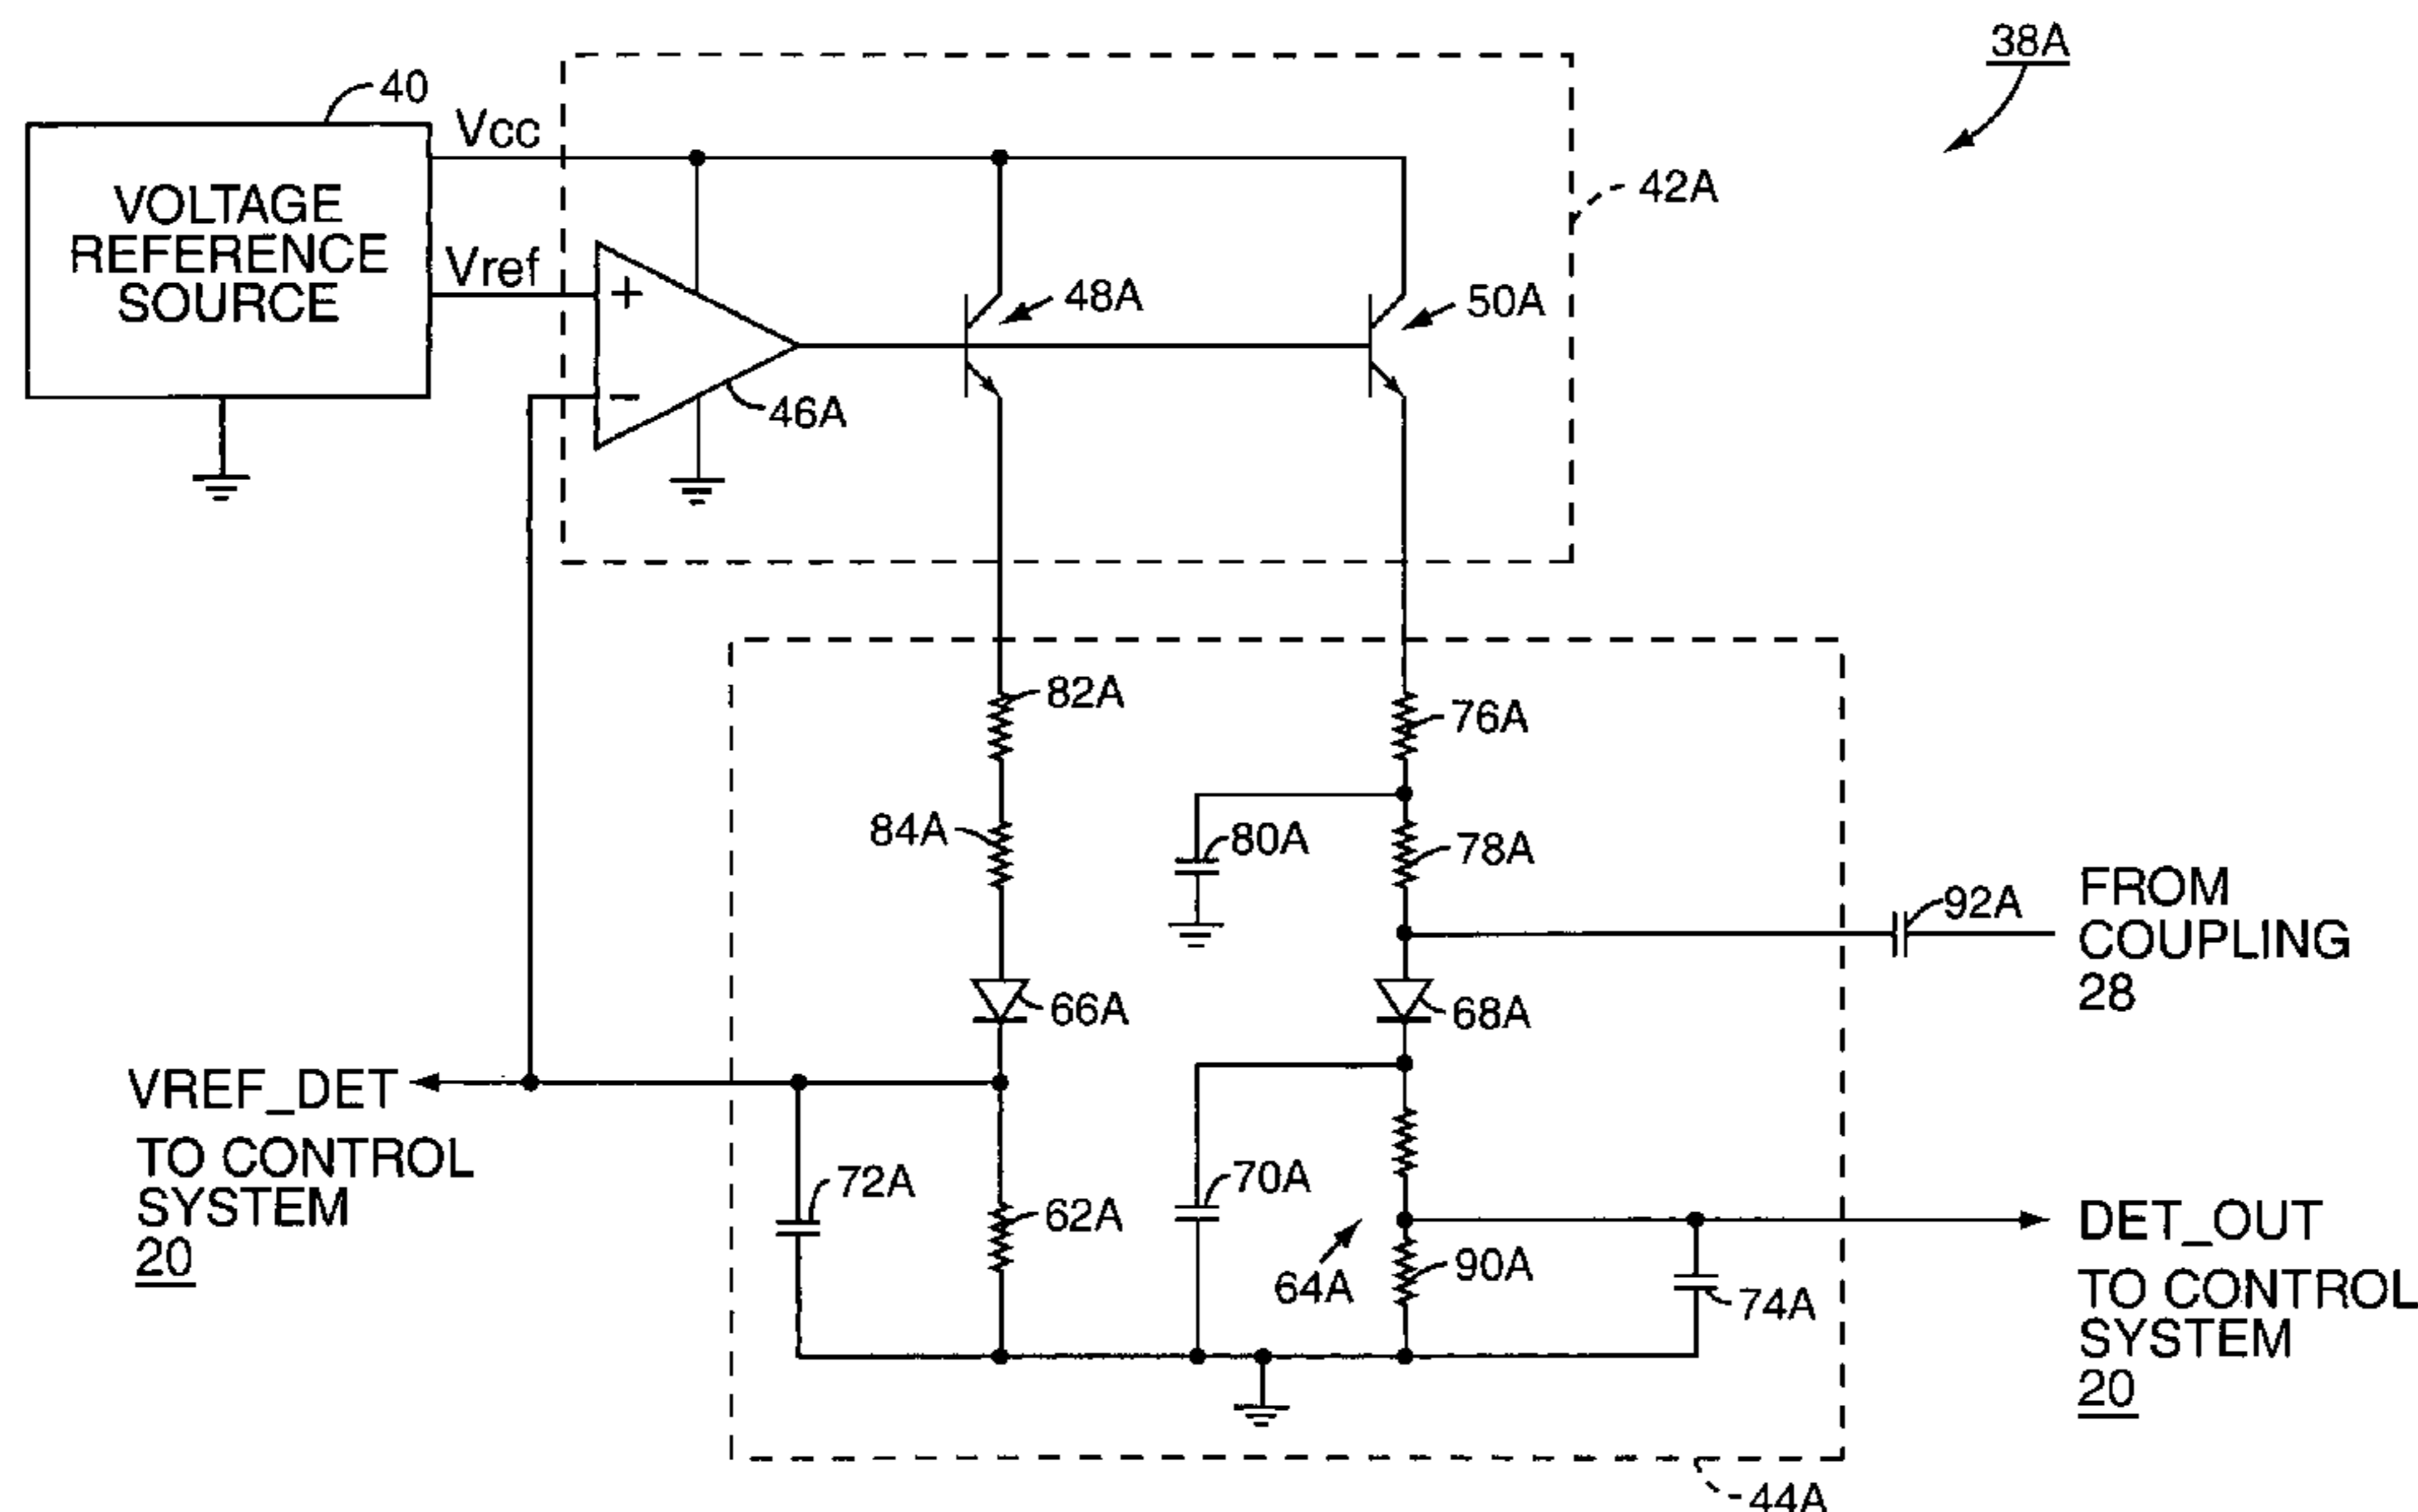 38A
40
Vcc
42A
VOLTAGE
REFERENCE
SOURCE
Vref
+
48A
50A
−
46A
82A
76A
84A
80A
78A
92A
FROM
COUPLING
28
66A
68A
VREF_DET
TO CONTROL
SYSTEM
20
72A
62A
70A
64A
90A
74A
DET_OUT
TO CONTROL
SYSTEM
20
44A